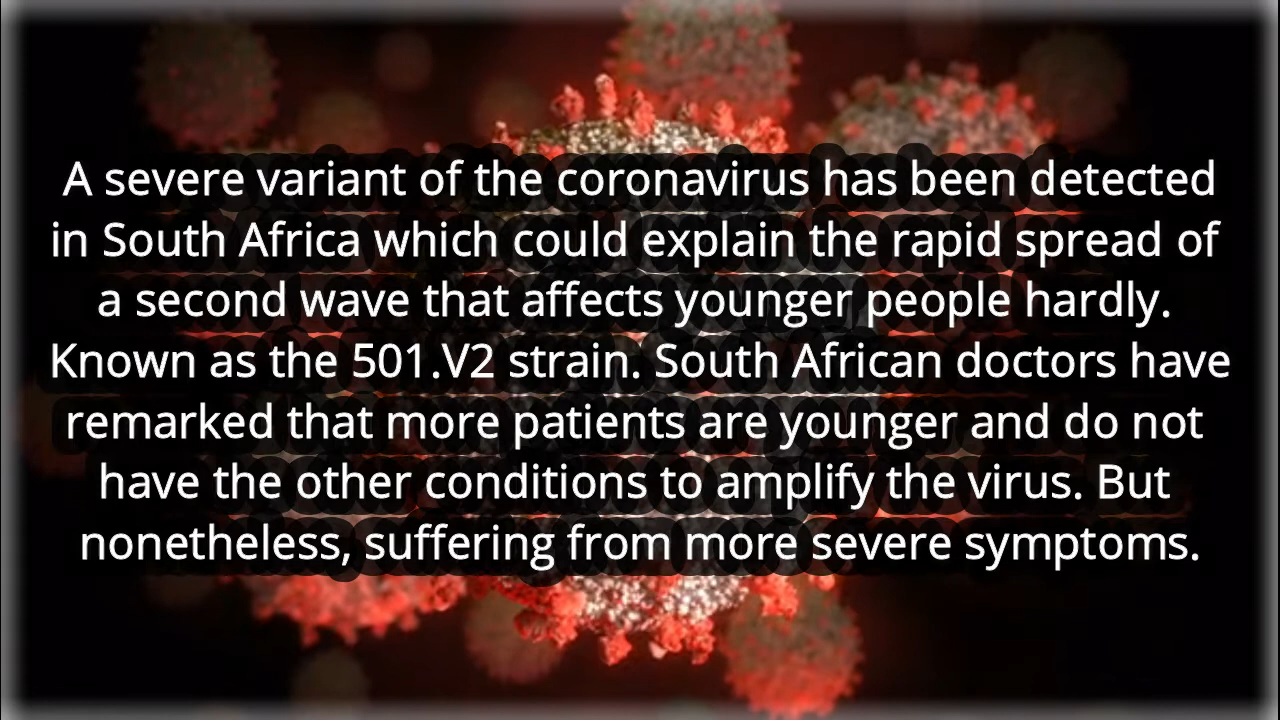 A severe variant of the coronavirus has been detected
in South Africa which could explain the rapid spread of
a second wave that affects younger people hardly.
Known as the 501.V2 strain. South African doctors have
remarked that more patients are younger and do not
have the other conditions to amplify the virus. But
nonetheless, suffering from more severe symptoms.